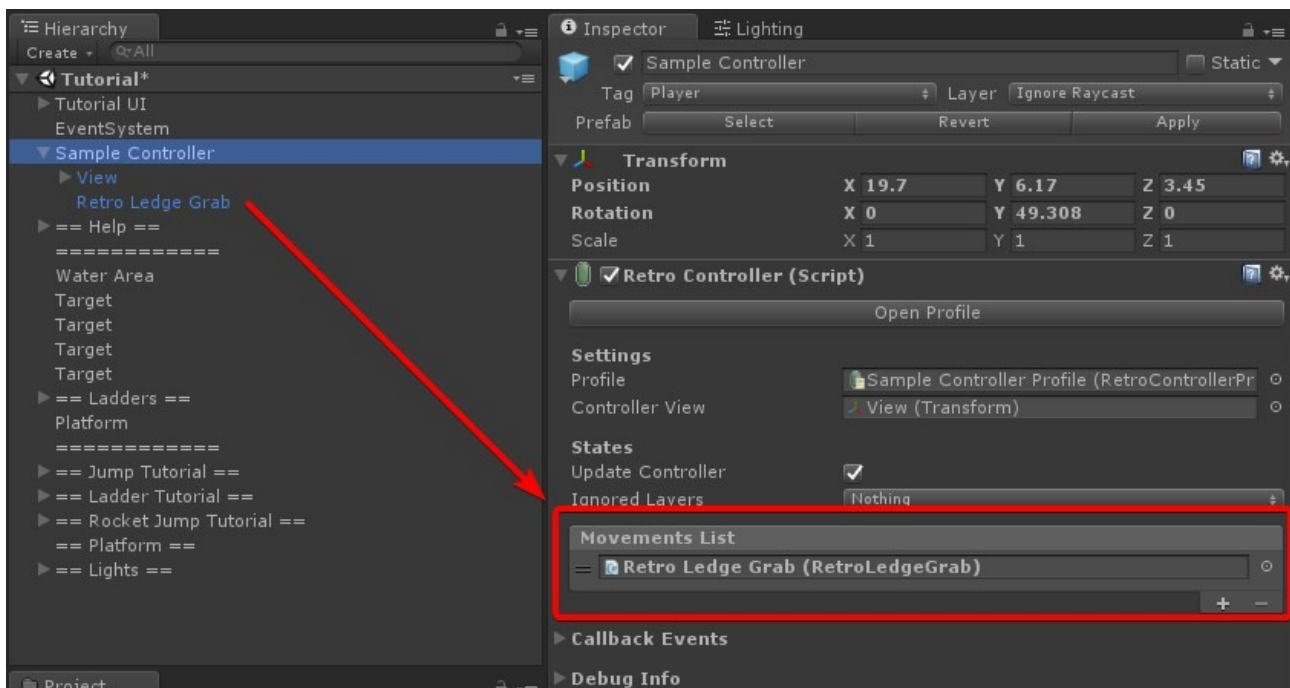 Hierarchy
Create
All
Tutorial*
Tutorial UI
EventSystem
Sample Controller
View
Retro Ledge Grab
== Help ==
=============
Water Area
Target
Target
Target
Target
== Ladders ==
Platform
=============
== Jump Tutorial ==
== Ladder Tutorial ==
== Rocket Jump Tutorial ==
== Platform ==
== Lights ==
Project
Inspector Lighting
Sample Controller Static
Tag Player Layer Ignore Raycast
Prefab Select Revert Apply
Transform
Position X 19.7 Y 6.17 Z 3.45
Rotation X 0 Y 49.308 Z 0
Scale X 1 Y 1 Z 1
Retro Controller (Script)
Open Profile
Settings
Profile Sample Controller Profile (RetroControllerPr
Controller View View (Transform)
States
Update Controller
Ignored Layers Nothing
Movements List
= Retro Ledge Grab (RetroLedgeGrab)
+ −
Callback Events
Debug Info